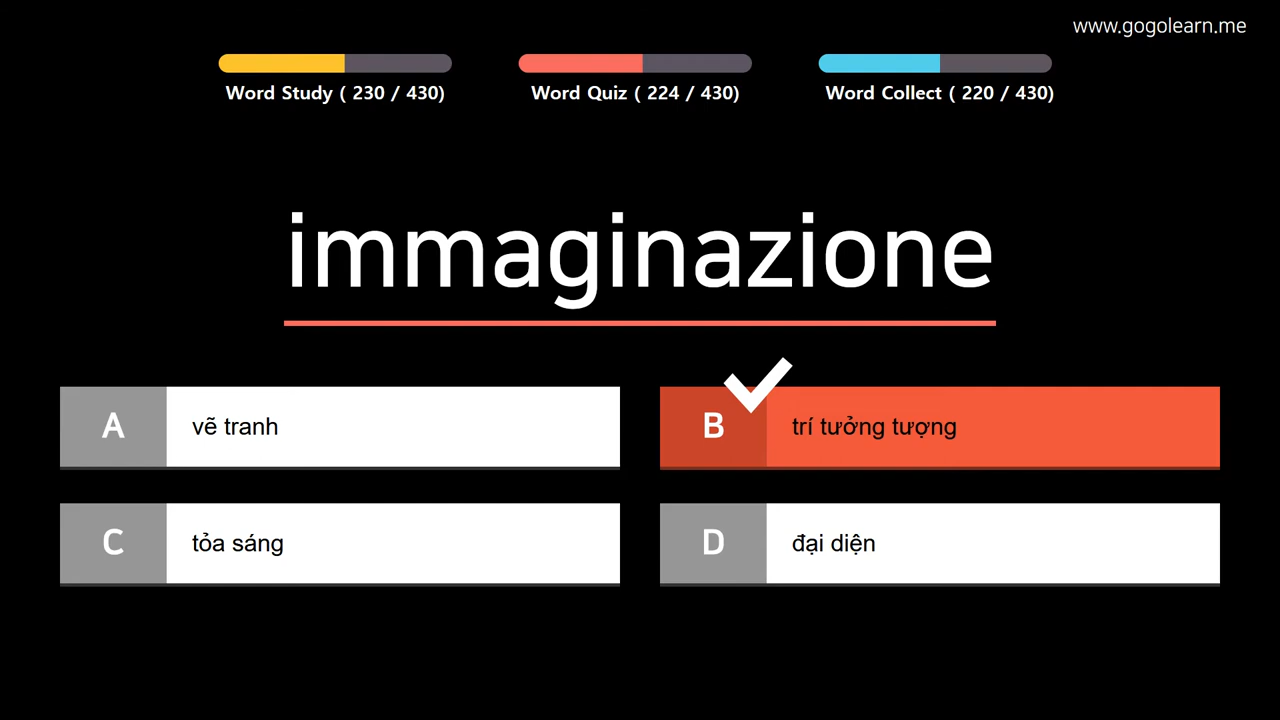 www.gogolearn.me
Word Study ( 230 / 430)
Word Quiz ( 224 / 430)
Word Collect ( 220 / 430)
immaginazione
A vẽ tranh
B trí tưởng tượng
C tỏa sáng
D đại diện